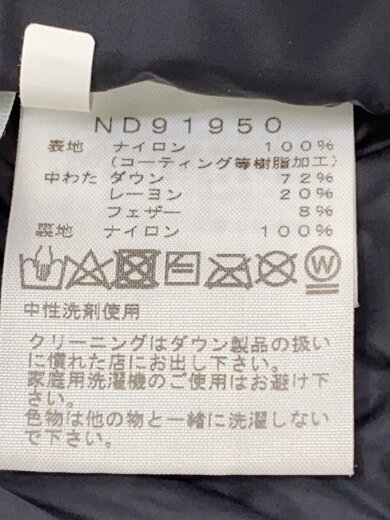 ND91950
表地 ナイロン 100%
(コーティング等樹脂加工)
中わた ダウン 72%
レーヨン 20%
フェザー 8%
裏地 ナイロン 100%
W
中性洗剤使用
クリーニングはダウン製品の扱い
に慣れた店にお出し下さい。
家庭用洗濯機のご使用はお避け下
さい。
色物は他の物と一緒に洗濯しない
で下さい。